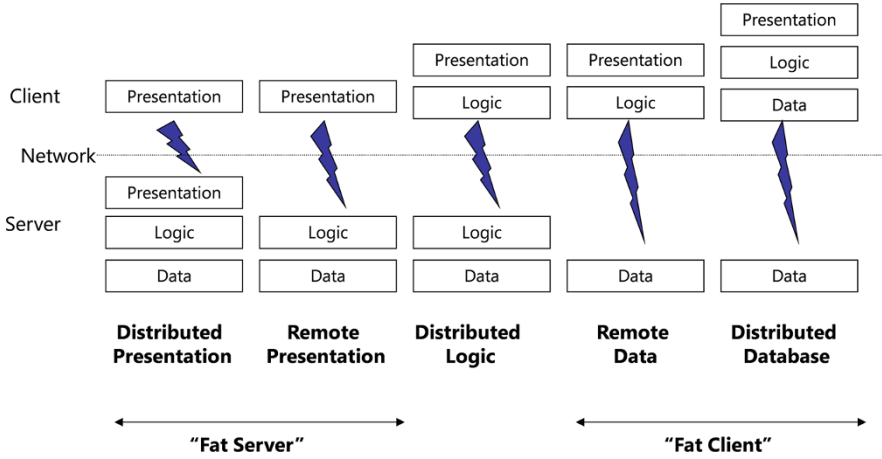 Presentation
Presentation Presentation Logic
Client Presentation Presentation Logic Logic Data
Network
Presentation
Server Logic Logic Logic
Data Data Data Data Data
Distributed Remote Distributed Remote Distributed
Presentation Presentation Logic Data Database
“Fat Server” “Fat Client”